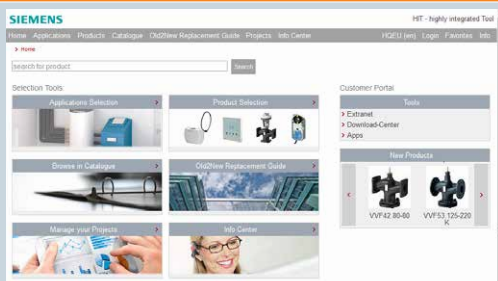 SIEMENS
HIT - highly integrated Tool
Home Applications Products Catalogue Old2New Replacement Guide Projects Info Center
HQEU (en) Login Favorites Info
> Home
search for product
Search
Selection Tools
Customer Portal
Applications Selection >
Product Selection >
Tools
> Extranet
> Download-Center
> Apps
Browse in Catalogue >
Old2New Replacement Guide >
New Products
VVF42.80-80
VVF53.125-220
K
Manage your Projects >
Info Center >